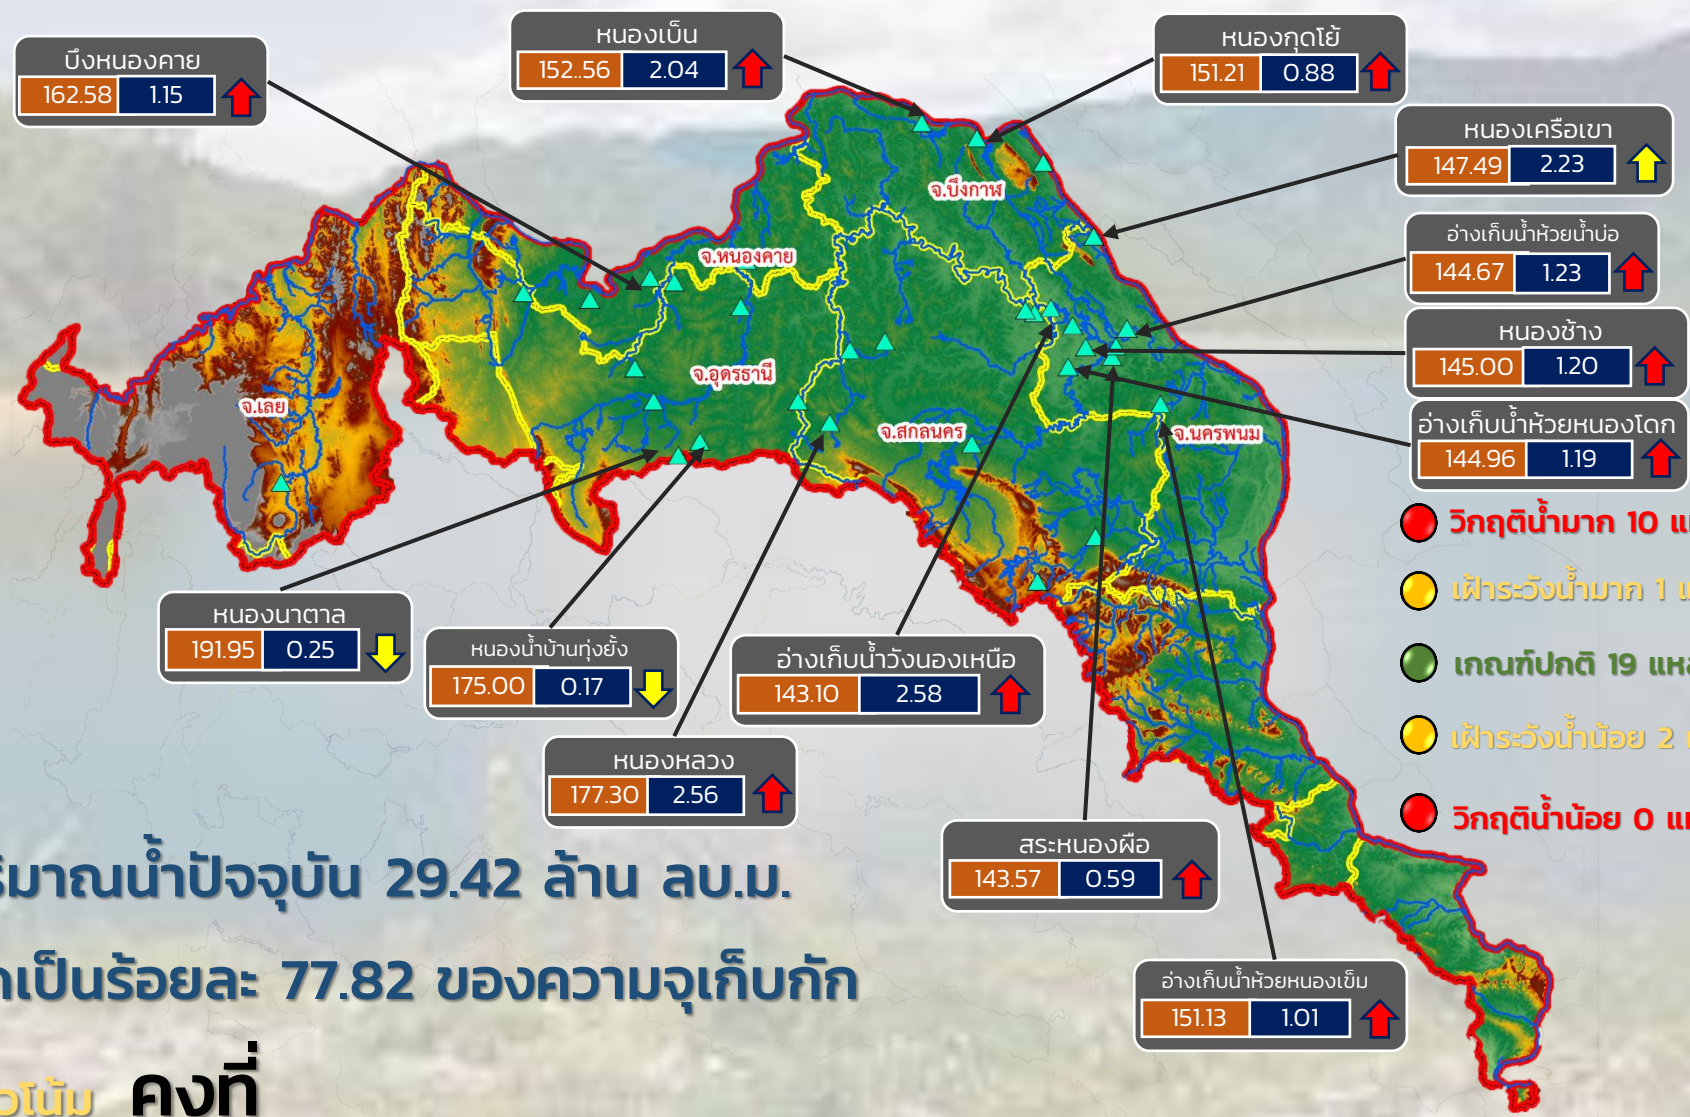 หนองเบ็น
152..56 2.04
หนองกุดโย้
151.21 0.88
บึงหนองคาย
162.58 1.15
หนองเครือเขา
147.49 2.23
จ.บึงกาฬ
อ่างเก็บน้ำห้วยน้ำบ่อ
144.67 1.23
จ.หนองคาย
หนองช้าง
145.00 1.20
จ.อุดรธานี
จ.เลย
อ่างเก็บน้ำห้วยหนองโดก
144.96 1.19
จ.สกลนคร
จ.นครพนม
วิกฤติน้ำมาก 10
เฝ้าระวังน้ำมาก 1
เกณฑ์ปกติ 19
เฝ้าระวังน้ำน้อย 2
วิกฤติน้ำน้อย 0
หนองนาตาล
191.95 0.25
หนองน้ำบ้านทุ่งยั้ง
175.00 0.17
อ่างเก็บน้ำวังนองเหนือ
143.10 2.58
หนองหลวง
177.30 2.56
สระหนองผือ
143.57 0.59
อ่างเก็บน้ำห้วยหนองเข็ม
151.13 1.01
ริมาณน้ำปัจจุบัน 29.42 ล้าน ลบ.ม.
เป็นร้อยละ 77.82 ของความจุเก็บกัก
วโน้ม คงที่